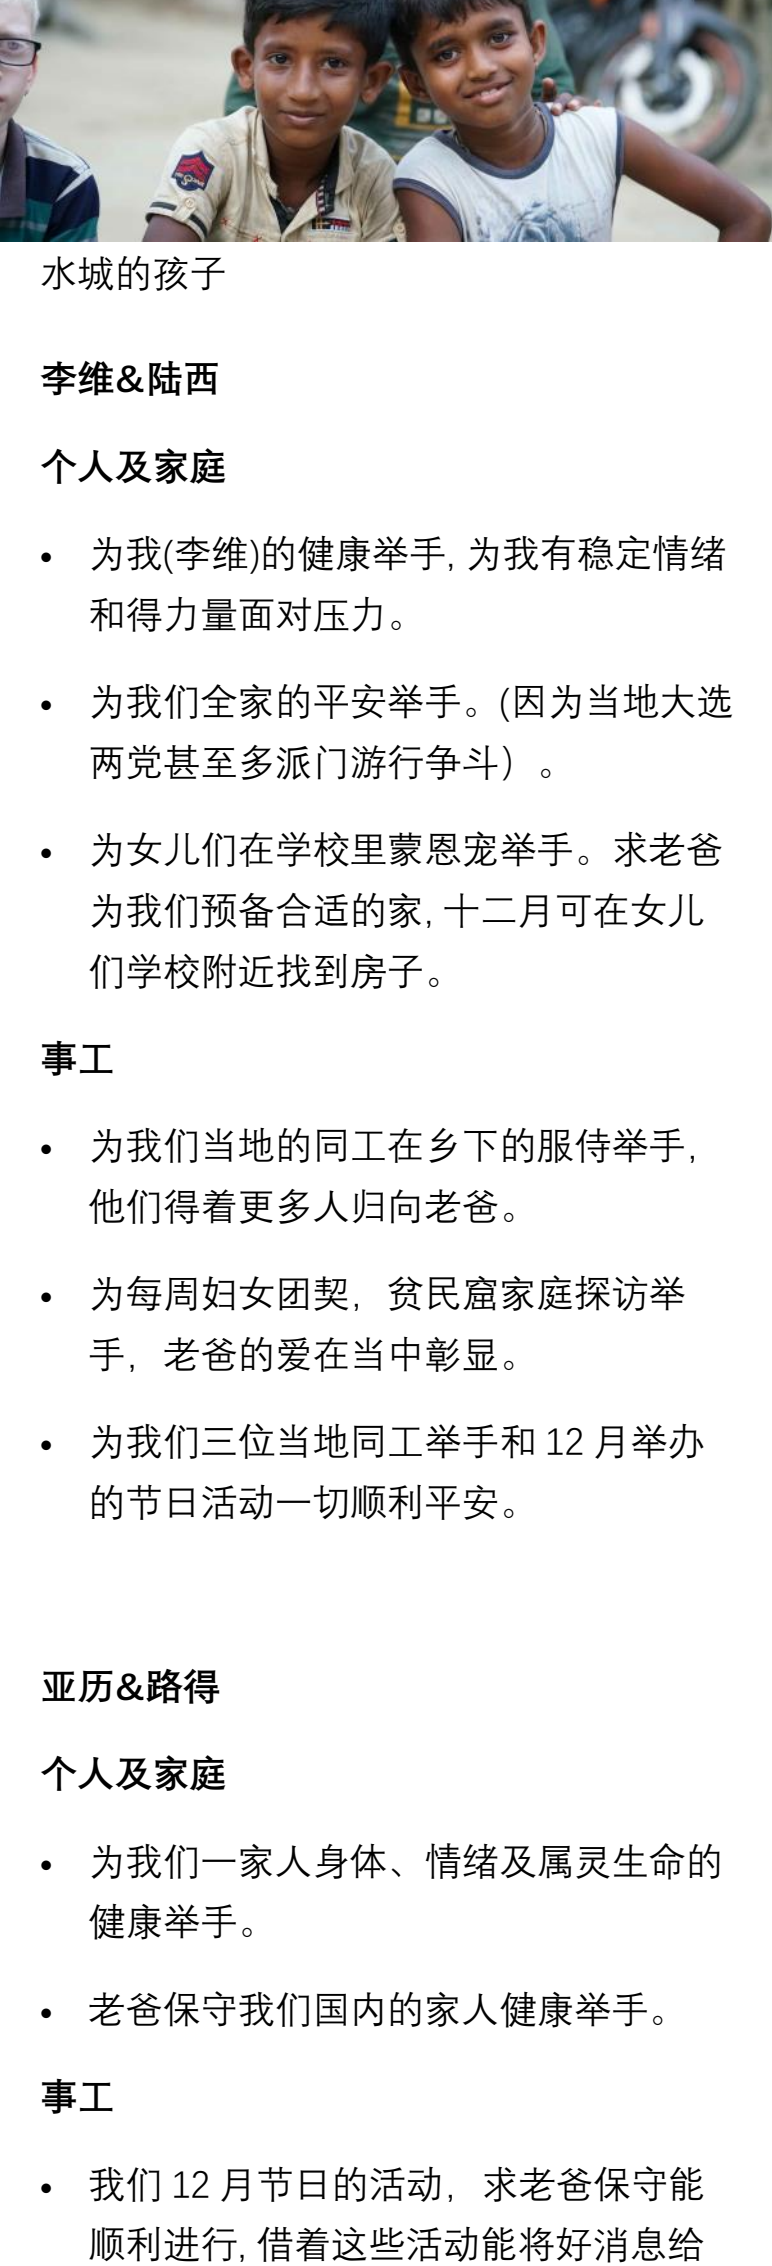 水城的孩子
李维&陆西
个人及家庭
• 为我(李维)的健康举手, 为我有稳定情绪
和得力量面对压力。
• 为我们全家的平安举手。(因为当地大选
两党甚至多派门游行争斗）。
• 为女儿们在学校里蒙恩宠举手。求老爸
为我们预备合适的家, 十二月可在女儿
们学校附近找到房子。
事工
• 为我们当地的同工在乡下的服侍举手,
他们得着更多人归向老爸。
• 为每周妇女团契，贫民窟家庭探访举
手，老爸的爱在当中彰显。
• 为我们三位当地同工举手和 12 月举办
的节日活动一切顺利平安。
亚历&路得
个人及家庭
• 为我们一家人身体、情绪及属灵生命的
健康举手。
• 老爸保守我们国内的家人健康举手。
事工
• 我们 12 月节日的活动，求老爸保守能
顺利进行, 借着这些活动能将好消息给